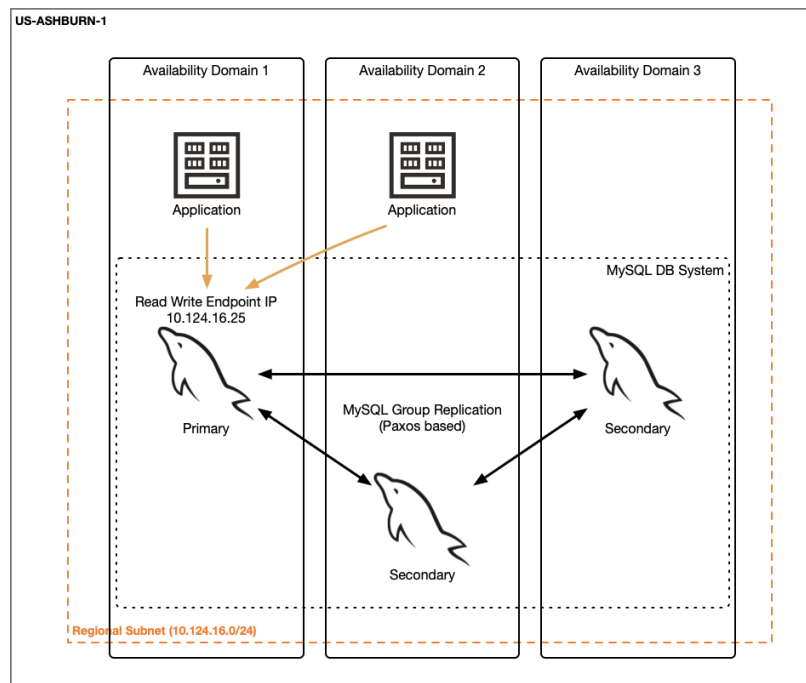 US-ASHBURN-1
Availability Domain 1
Availability Domain 2
Availability Domain 3
Application
Application
MySQL DB System
Read Write Endpoint IP
10.124.16.25
MySQL Group Replication
(Paxos based)
Primary
Secondary
Secondary
Regional Subnet (10.124.16.0/24)